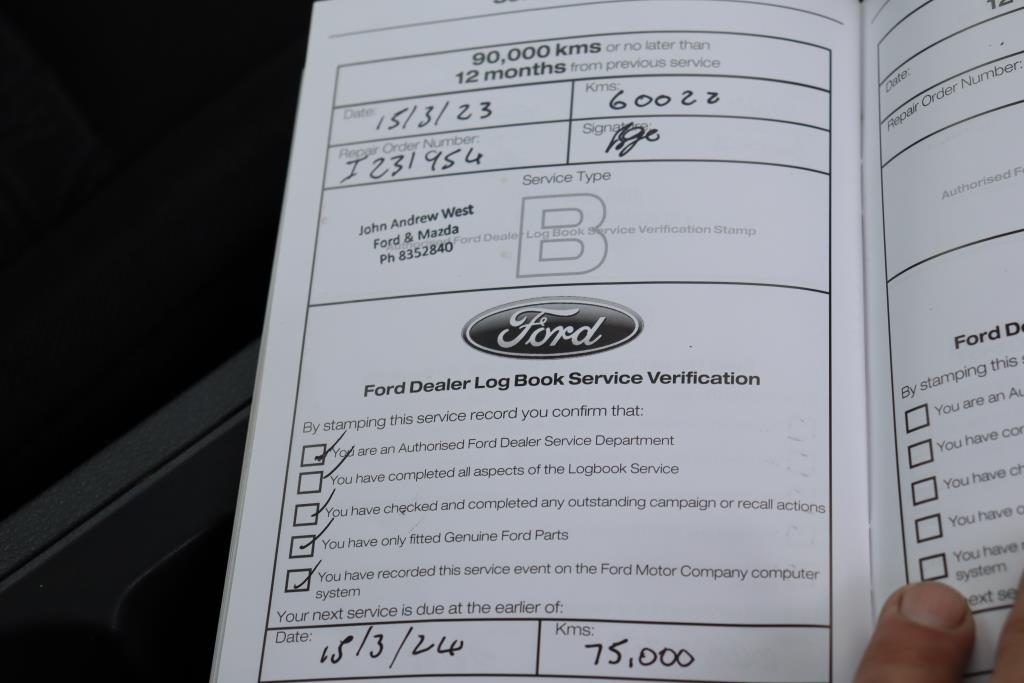 90,000 kms or no later than
12 months from previous service
Date: 15/3/23
Kms: 60022
Repair Order Number: I231954
Signature:
Service Type
B
John Andrew West
Ford & Mazda
Ph 8352840
Authorised Ford Dealer Log Book Service Verification Stamp
Ford
Ford Dealer Log Book Service Verification
By stamping this service record you confirm that:
You are an Authorised Ford Dealer Service Department
You have completed all aspects of the Logbook Service
You have checked and completed any outstanding campaign or recall actions
You have only fitted Genuine Ford Parts
You have recorded this service event on the Ford Motor Company computer
system
Your next service is due at the earlier of:
Date: 15/3/24
Kms: 75,000
12
Date:
Repair Order Number:
Authorised
Ford
By stamping this
You are an
You have
You have
You have
You have
system
next